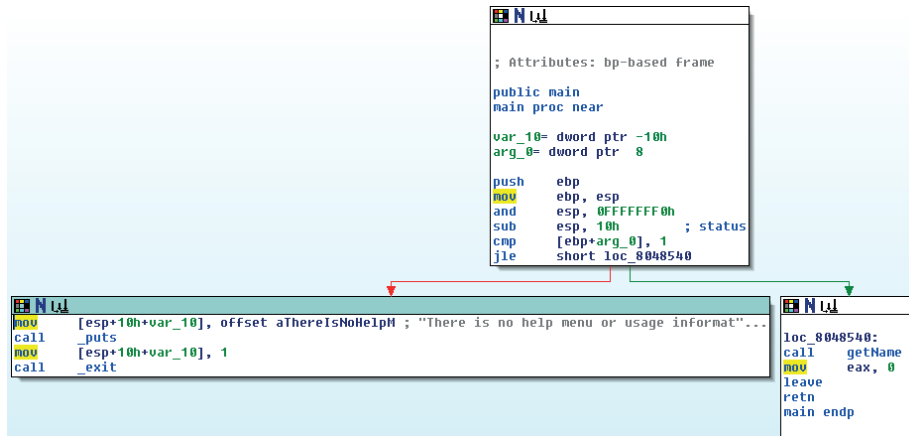 ; Attributes: bp-based frame
public main
main proc near
var_10= dword ptr -10h
arg_0= dword ptr  8
push    ebp
mov     ebp, esp
and     esp, 0FFFFFFF0h
sub     esp, 10h        ; status
cmp     [ebp+arg_0], 1
jle     short loc_8048540
mov     [esp+10h+var_10], offset aThereIsNoHelpM ; "There is no help menu or usage informat"...
call    _puts
mov     [esp+10h+var_10], 1
call    _exit
loc_8048540:
call    getName
mov     eax, 0
leave
retn
main endp